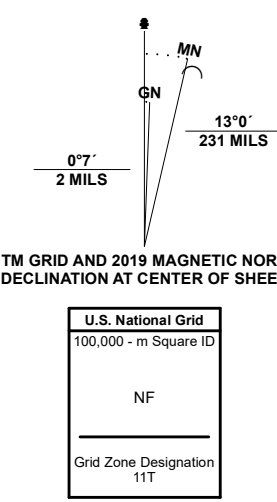 MN
GN
13°0´
231 MILS
0°7´
2 MILS
TM GRID AND 2019 MAGNETIC NOR
DECLINATION AT CENTER OF SHEE
U.S. National Grid
100,000 - m Square ID
NF
Grid Zone Designation
11T